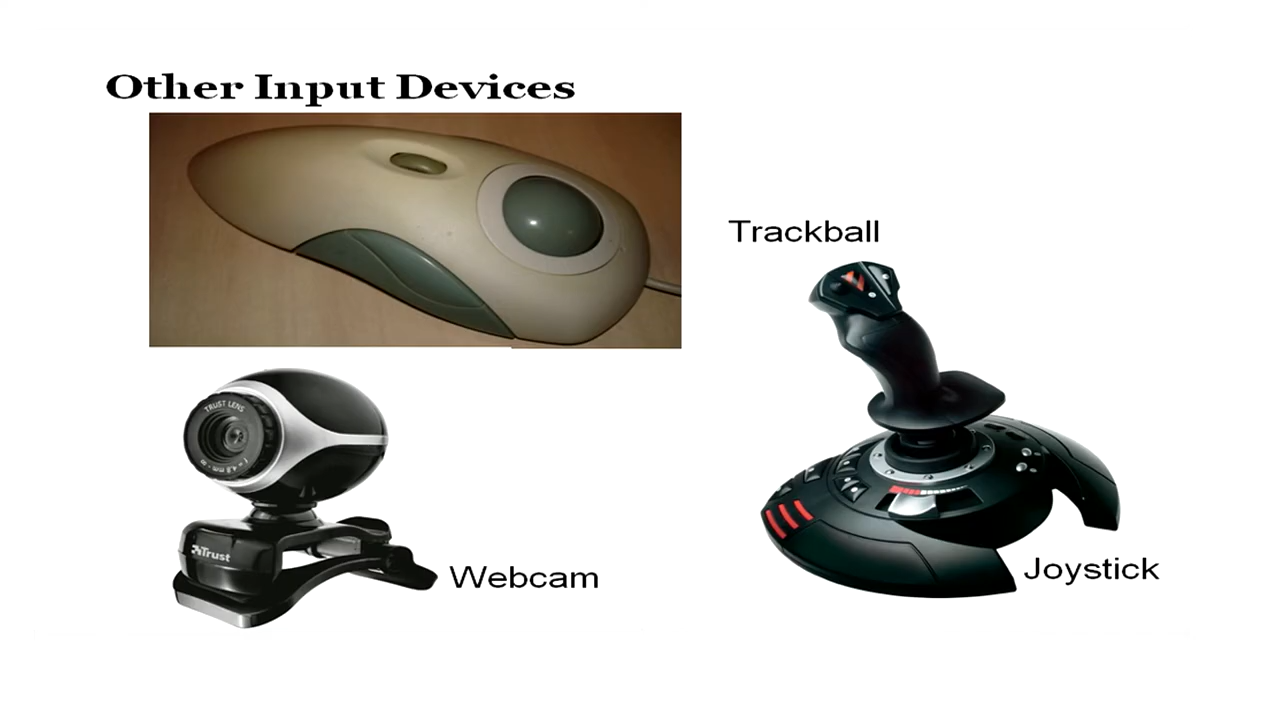 Other Input Devices
Trackball
TRUST LENS
Trust
Webcam
Joystick